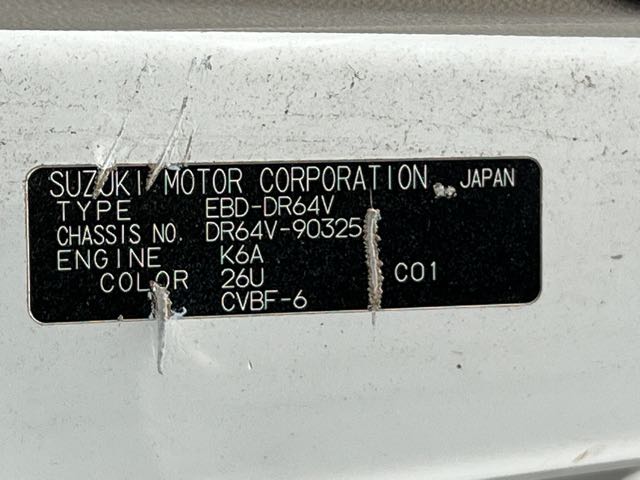 SUZUKI MOTOR CORPORATION JAPAN
TYPE EBD-DR64V
CHASSIS NO. DR64V-90325
ENGINE K6A
COLOR 26U C01
CVBF-6